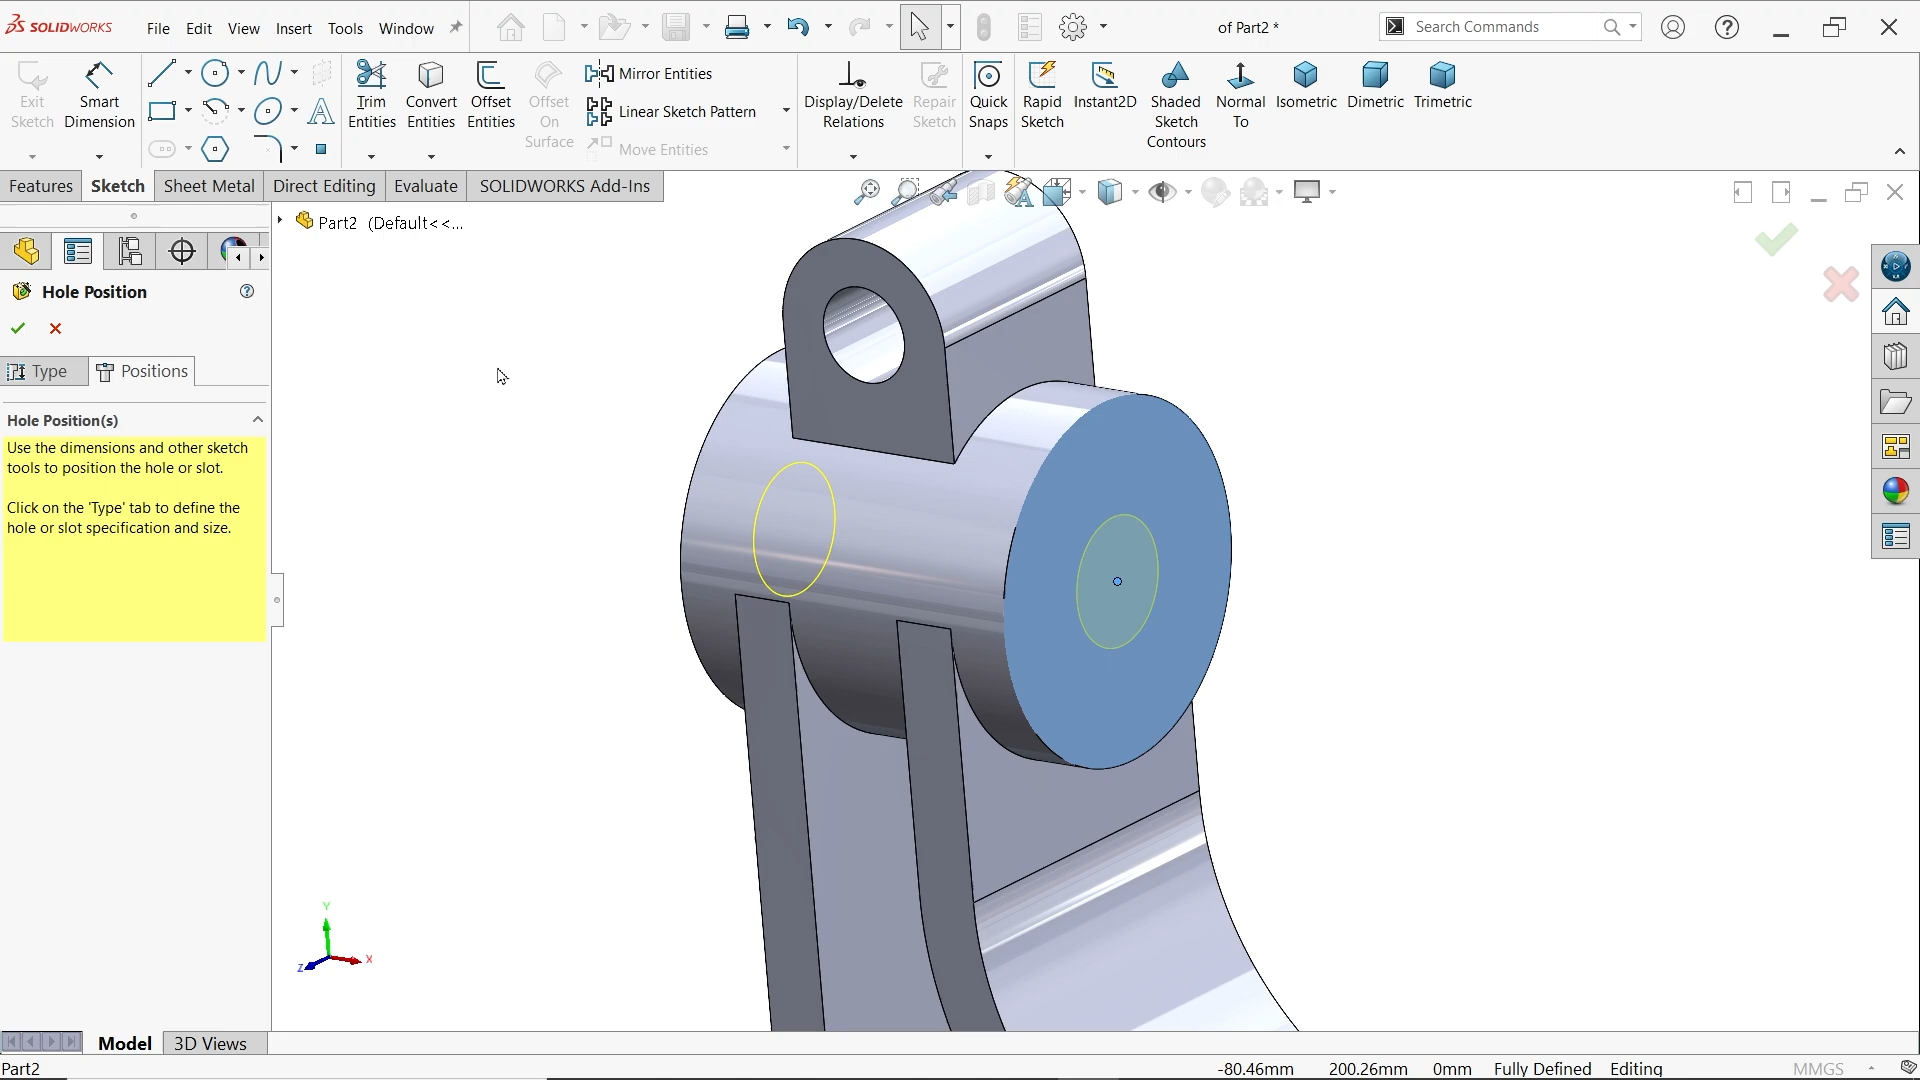 SOLIDWORKS
File Edit View Insert Tools Window
of Part2 *
Search Commands
Exit Sketch
Smart Dimension
Trim Entities
Convert Entities
Offset Entities
Offset On Surface
Mirror Entities
Linear Sketch Pattern
Move Entities
Display/Delete Relations
Repair Sketch
Quick Snaps
Rapid Sketch
Instant2D
Shaded Sketch Contours
Normal To
Isometric
Dimetric
Trimetric
Features Sketch Sheet Metal Direct Editing Evaluate SOLIDWORKS Add-Ins
Part2 (Default<<...
Hole Position
Type Positions
Hole Position(s)
Use the dimensions and other sketch
tools to position the hole or slot.
Click on the 'Type' tab to define the
hole or slot specification and size.
Y
X
Z
Model 3D Views
Part2 -80.46mm 200.26mm 0mm Fully Defined Editing MMGS